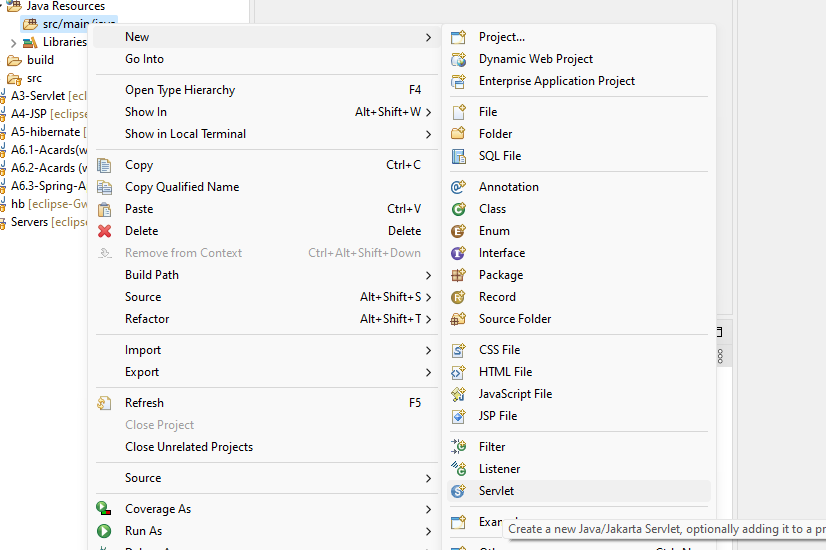 Java Resources
src/main/java
Libraries
build
src
A3-Servlet [ecl
A4-JSP [eclipse
A5-hibernate [
A6.1-Acards(w
A6.2-Acards (w
A6.3-Spring-A
hb [eclipse-Gw
Servers [eclips
New
Go Into
Open Type Hierarchy F4
Show In Alt+Shift+W
Show in Local Terminal
Copy Ctrl+C
Copy Qualified Name
Paste Ctrl+V
Delete Delete
Remove from Context Ctrl+Alt+Shift+Down
Build Path
Source Alt+Shift+S
Refactor Alt+Shift+T
Import
Export
Refresh F5
Close Project
Close Unrelated Projects
Source
Coverage As
Run As
Project...
Dynamic Web Project
Enterprise Application Project
File
Folder
SQL File
Annotation
Class
Enum
Interface
Package
Record
Source Folder
CSS File
HTML File
JavaScript File
JSP File
Filter
Listener
Servlet
Exam
Create a new Java/Jakarta Servlet, optionally adding it to a pr